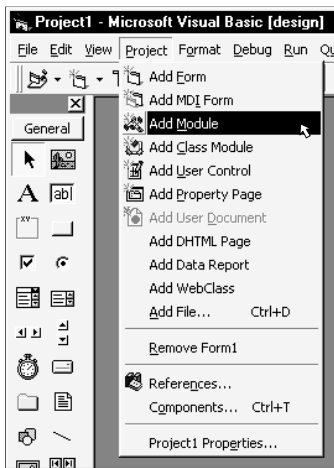 Project1 - Microsoft Visual Basic [design]
File Edit View Project Format Debug Run Qu
Add Form
Add MDI Form
Add Module
General
Add Class Module
Add User Control
A ab Add Property Page
Add User Document
xv
Add DHTML Page
Add Data Report
Add WebClass
Add File... Ctrl+D
Remove Form1
References...
Components... Ctrl+T
Project1 Properties...